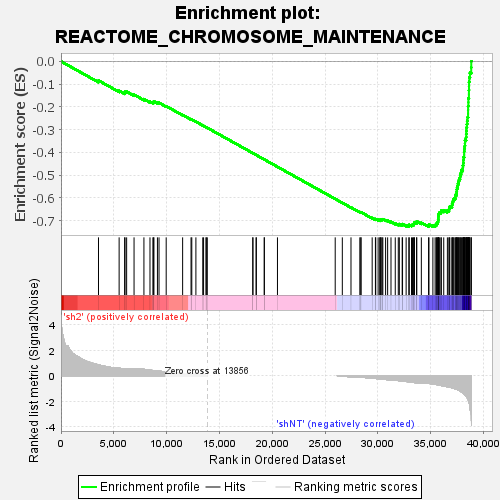 Enrichment plot:
REACTOME_CHROMOSOME_MAINTENANCE
Enrichment score (ES)
0.0
-0.1
-0.2
-0.3
-0.4
-0.5
-0.6
-0.7
'sh2' (positively correlated)
Ranked list metric (Signal2Noise)
4
2
0
-2
-4
Zero cross at 13856
'shNT' (negatively correlated)
0
5,000
10,000
15,000
20,000
25,000
30,000
35,000
40,000
Rank in Ordered Dataset
Enrichment profile
Hits
Ranking metric scores